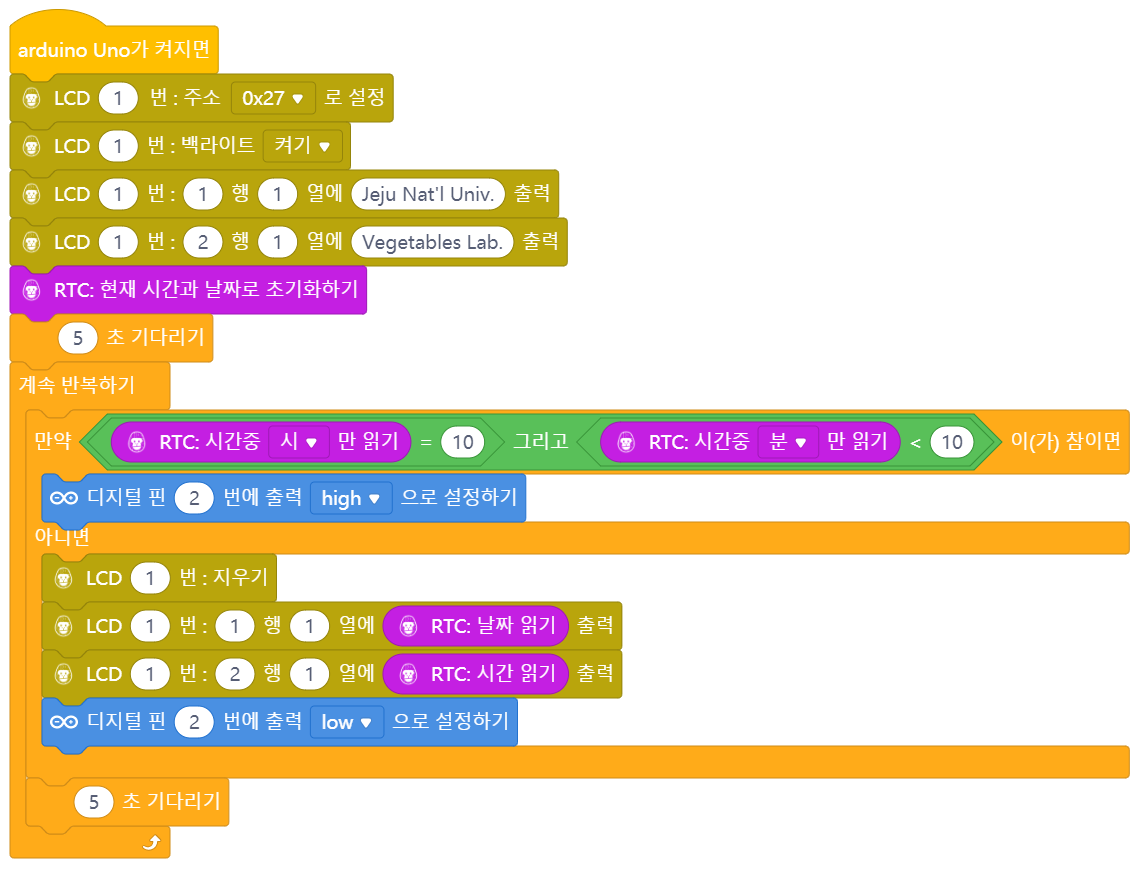 arduino Uno가 켜지면
LCD 1 번 : 주소 0x27 로 설정
LCD 1 번 : 백라이트 켜기
LCD 1 번 : 1 행 1 열에 Jeju Nat'l Univ. 출력
LCD 1 번 : 2 행 1 열에 Vegetables Lab. 출력
RTC: 현재 시간과 날짜로 초기화하기
5 초 기다리기
계속 반복하기
만약 RTC: 시간중 시 만 읽기 = 10 그리고 RTC: 시간중 분 만 읽기 < 10 이(가) 참이면
디지털 핀 2 번에 출력 high 으로 설정하기
아니면
LCD 1 번 : 지우기
LCD 1 번 : 1 행 1 열에 RTC: 날짜 읽기 출력
LCD 1 번 : 2 행 1 열에 RTC: 시간 읽기 출력
디지털 핀 2 번에 출력 low 으로 설정하기
5 초 기다리기